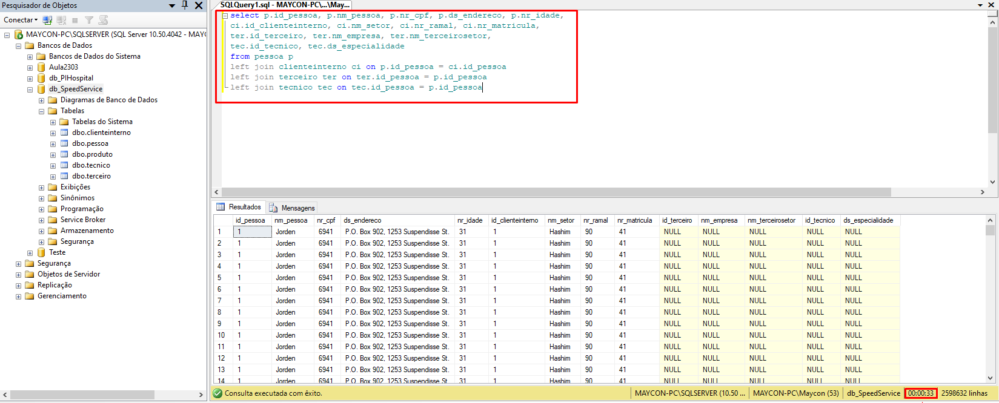 Pesquisador de Objetos
Conectar
MAYCON-PC\SQLSERVER (SQL Server 10.50.4042 - MAY
Bancos de Dados
Bancos de Dados do Sistema
Aula2303
db_PIHospital
db_SpeedService
Diagramas de Banco de Dados
Tabelas
Tabelas do Sistema
dbo.clienteinterno
dbo.pessoa
dbo.produto
dbo.tecnico
dbo.terceiro
Exibições
Sinônimos
Programação
Service Broker
Armazenamento
Segurança
Teste
Segurança
Objetos de Servidor
Replicação
Gerenciamento
SQLQuery1.sql - MAYCON-PC\...\May...
select p.id_pessa, p.nm_pessoa, p.nr_cpf, p.ds_endereco, p.nr_idade,
ci.id_clienteinterno, ci.nm_setor, ci.nr_ramal, ci.nr_matricula,
ter.id_terceiro, ter.nm_empresa, ter.nm_terceirosetor,
tec.id_tecnico, tec.ds_especialidade
from pessoa p
left join clienteinterno ci on p.id_pessoa = ci.id_pessoa
left join terceiro ter on ter.id_pessoa = p.id_pessoa
left join tecnico tec on tec.id_pessoa = p.id_pessoa
Resultados Mensagens
id_pessoa nm_pessoa nr_cpf ds_endereco nr_idade id_clienteinterno nm_setor nr_ramal nr_matricula id_terceiro nm_empresa nm_terceirosetor id_tecnico ds_especialidade
1 1 Jorden 6941 P.O. Box 902, 1253 Suspendisse St. 31 1 Hashim 90 41 NULL NULL NULL NULL NULL
2 1 Jorden 6941 P.O. Box 902, 1253 Suspendisse St. 31 1 Hashim 90 41 NULL NULL NULL NULL NULL
3 1 Jorden 6941 P.O. Box 902, 1253 Suspendisse St. 31 1 Hashim 90 41 NULL NULL NULL NULL NULL
4 1 Jorden 6941 P.O. Box 902, 1253 Suspendisse St. 31 1 Hashim 90 41 NULL NULL NULL NULL NULL
5 1 Jorden 6941 P.O. Box 902, 1253 Suspendisse St. 31 1 Hashim 90 41 NULL NULL NULL NULL NULL
6 1 Jorden 6941 P.O. Box 902, 1253 Suspendisse St. 31 1 Hashim 90 41 NULL NULL NULL NULL NULL
7 1 Jorden 6941 P.O. Box 902, 1253 Suspendisse St. 31 1 Hashim 90 41 NULL NULL NULL NULL NULL
8 1 Jorden 6941 P.O. Box 902, 1253 Suspendisse St. 31 1 Hashim 90 41 NULL NULL NULL NULL NULL
9 1 Jorden 6941 P.O. Box 902, 1253 Suspendisse St. 31 1 Hashim 90 41 NULL NULL NULL NULL NULL
10 1 Jorden 6941 P.O. Box 902, 1253 Suspendisse St. 31 1 Hashim 90 41 NULL NULL NULL NULL NULL
11 1 Jorden 6941 P.O. Box 902, 1253 Suspendisse St. 31 1 Hashim 90 41 NULL NULL NULL NULL NULL
12 1 Jorden 6941 P.O. Box 902, 1253 Suspendisse St. 31 1 Hashim 90 41 NULL NULL NULL NULL NULL
13 1 Jorden 6941 P.O. Box 902, 1253 Suspendisse St. 31 1 Hashim 90 41 NULL NULL NULL NULL NULL
14 1 Jorden 6941 P.O. Box 902, 1253 Suspendisse St. 31 1 Hashim 90 41 NULL NULL NULL NULL NULL
Consulta executada com êxito. MAYCON-PC\SQLSERVER (10.50 ... MAYCON-PC\Maycon (53) db_SpeedService 00:00:33 2598632 linhas